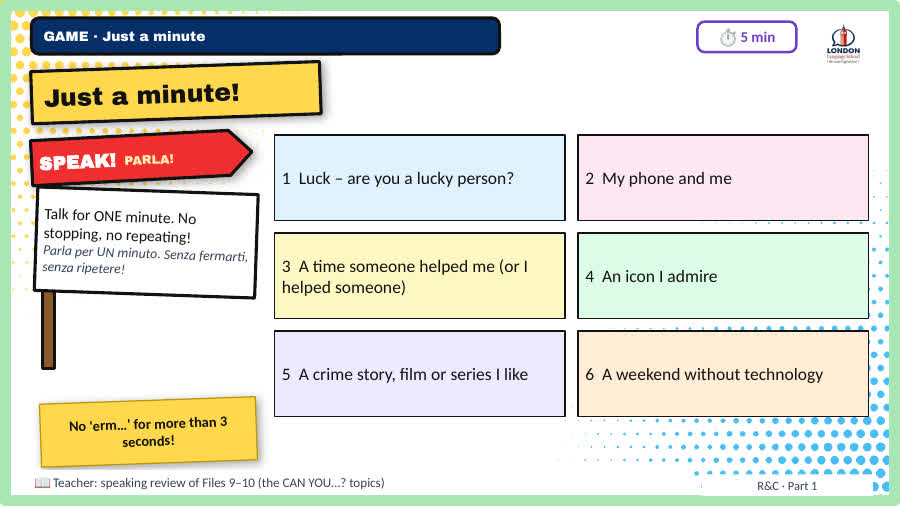 GAME · Just a minute
⏱️ 5 min
LONDON
Language School
Just a minute!
SPEAK! PARLA!
Talk for ONE minute. No
stopping, no repeating!
Parla per UN minuto. Senza fermarti,
senza ripetere!
1 Luck – are you a lucky person?
2 My phone and me
3 A time someone helped me (or I
helped someone)
4 An icon I admire
5 A crime story, film or series I like
6 A weekend without technology
No 'erm…' for more than 3
seconds!
📖 Teacher: speaking review of Files 9–10 (the CAN YOU…? topics)
R&C · Part 1